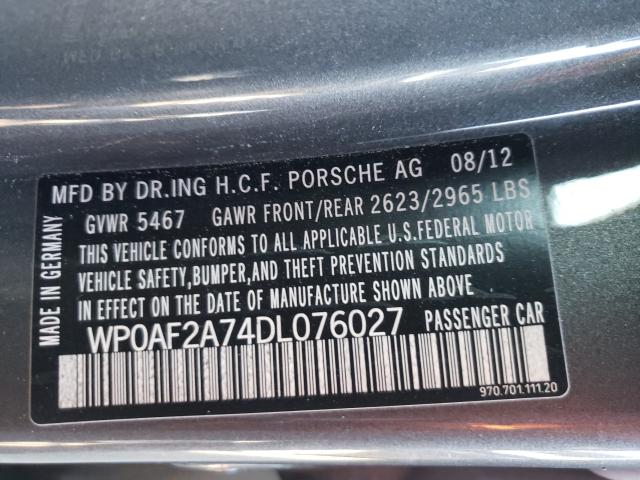 MADE IN GERMANY
MFD BY DR.ING H.C.F. PORSCHE AG 08/12
GVWR 5467 GAWR FRONT/REAR 2623/2965 LBS
THIS VEHICLE CONFORMS TO ALL APPLICABLE U.S.FEDERAL MOTOR
VEHICLE SAFETY,BUMPER,AND THEFT PREVENTION STANDARDS
IN EFFECT ON THE DATE OF MANUFACTURE SHOWN ABOVE
WP0AF2A74DL076027 PASSENGER CAR
970.701.111.20